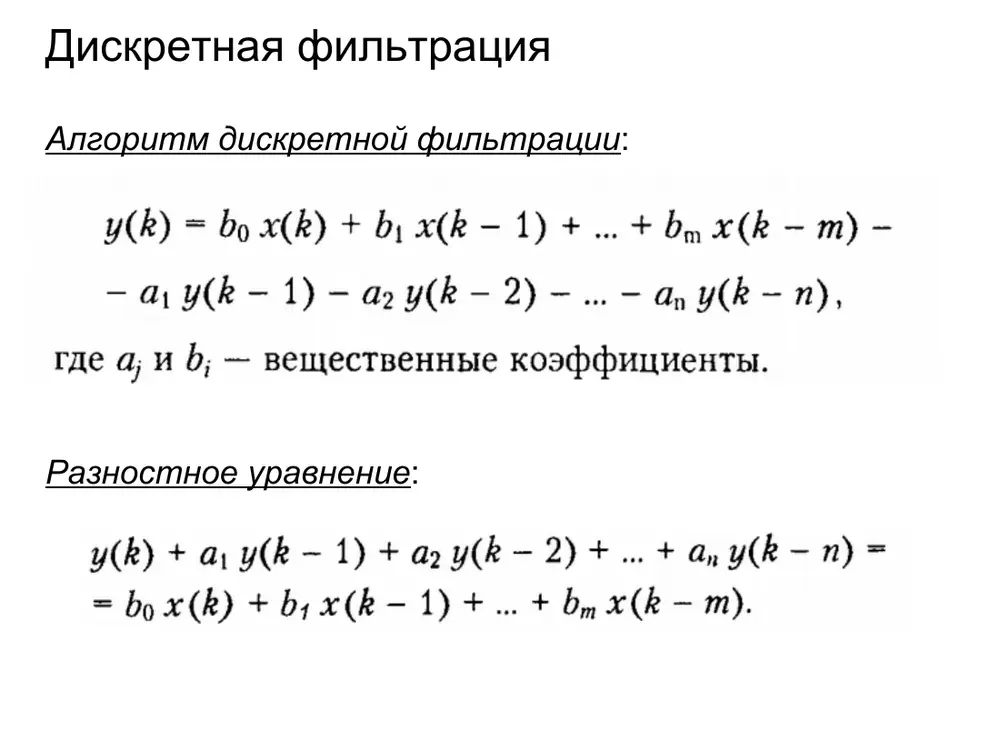 Дискретная фильтрация
Алгоритм дискретной фильтрации:
y(k) = b₀ x(k) + b₁ x(k – 1) + ... + bₘ x(k – m) –
– a₁ y(k – 1) – a₂ y(k – 2) – ... – aₙ y(k – n),
где aⱼ и bᵢ — вещественные коэффициенты.
Разностное уравнение:
y(k) + a₁ y(k – 1) + a₂ y(k – 2) + ... + aₙ y(k – n) =
= b₀ x(k) + b₁ x(k – 1) + ... + bₘ x(k – m).